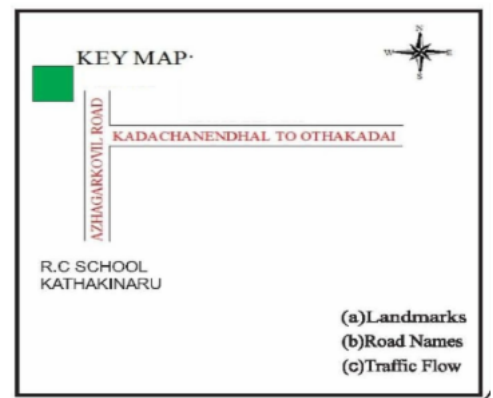 N
W E
S
KEY MAP·
AZHAGARKOVIL ROAD
KADACHANENDHAL TO OTHAKADAI
R.C SCHOOL
KATHAKINARU
(a)Landmarks
(b)Road Names
(c)Traffic Flow